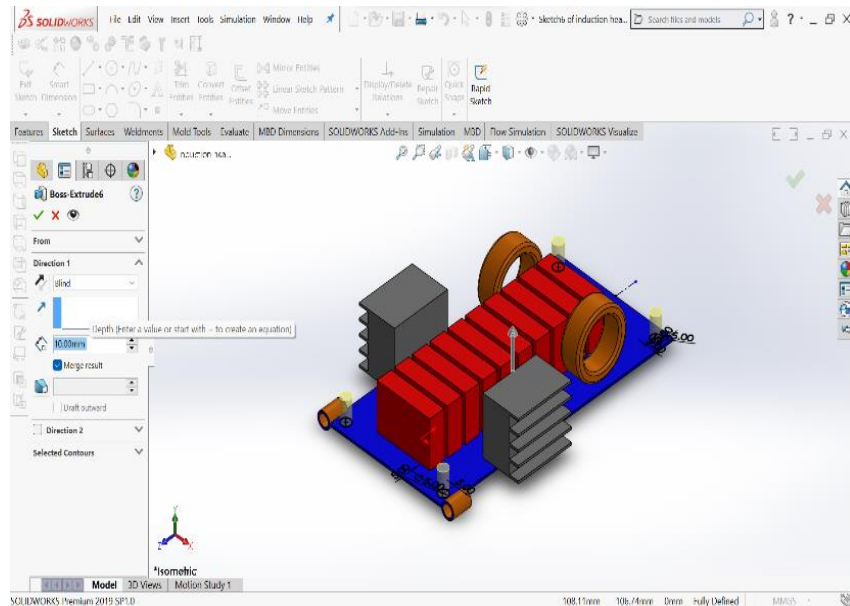 SOLIDWORKS File Edit View Insert Tools Simulation Window Help Sketch6 of induction hea... Search files and models
Exit Sketch
Smart Dimension
Trim Entities
Convert Entities
Offset Entities
Mirror Entities
Linear Sketch Pattern
Move Entities
Display/Delete Relations
Repair Sketch
Quick Snaps
Rapid Sketch
Features Sketch Surfaces Weldments Mold Tools Evaluate MBD Dimensions SOLIDWORKS Add-Ins Simulation MBD Flow Simulation SOLIDWORKS Visualize
Boss-Extrude6
From
Direction 1
Blind
Depth (Enter a value or start with = to create an equation)
10.00mm
Merge result
Draft outward
Direction 2
Selected Contours
*Isometric
Model 3D Views Motion Study 1
SOLIDWORKS Premium 2019 SP1.0 108.11mm 106.74mm 0mm Fully Defined MMGS